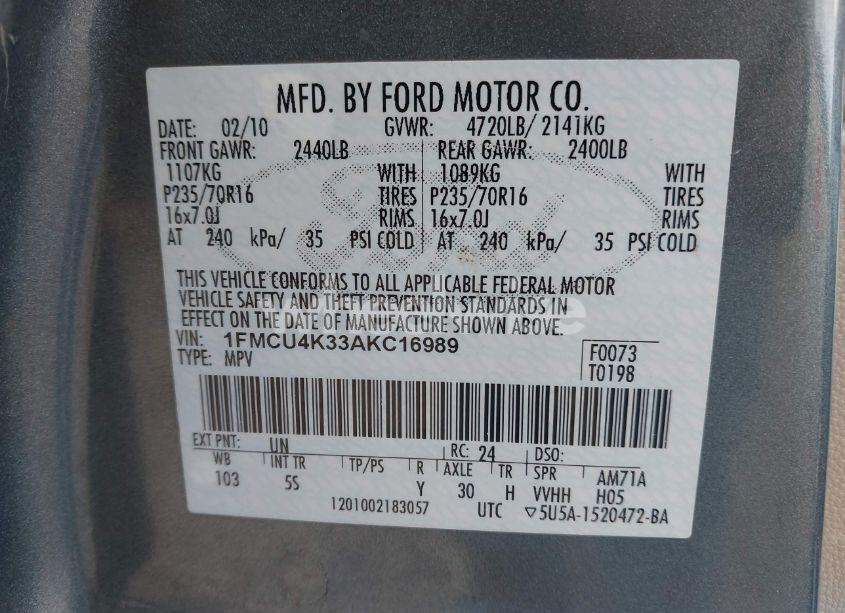 MFD. BY FORD MOTOR CO.
DATE: 02/10 GVWR: 4720LB/ 2141KG
FRONT GAWR: 2440LB REAR GAWR: 2400LB
1107KG WITH 1089KG WITH
P235/70R16 TIRES P235/70R16 TIRES
16x7.0J RIMS 16x7.0J RIMS
AT 240 kPa/ 35 PSI COLD AT 240 kPa/ 35 PSI COLD
THIS VEHICLE CONFORMS TO ALL APPLICABLE FEDERAL MOTOR
VEHICLE SAFETY AND THEFT PREVENTION STANDARDS IN
EFFECT ON THE DATE OF MANUFACTURE SHOWN ABOVE.
VIN: 1FMCU4K33AKC16989
TYPE: MPV
F0073
T0198
EXT PNT: UN RC: 24 DSO:
WB INT TR TP/PS R AXLE TR SPR AM71A
103 5S Y 30 H VVHH H05
1201002183057 UTC ▽5U5A-1520472-BA